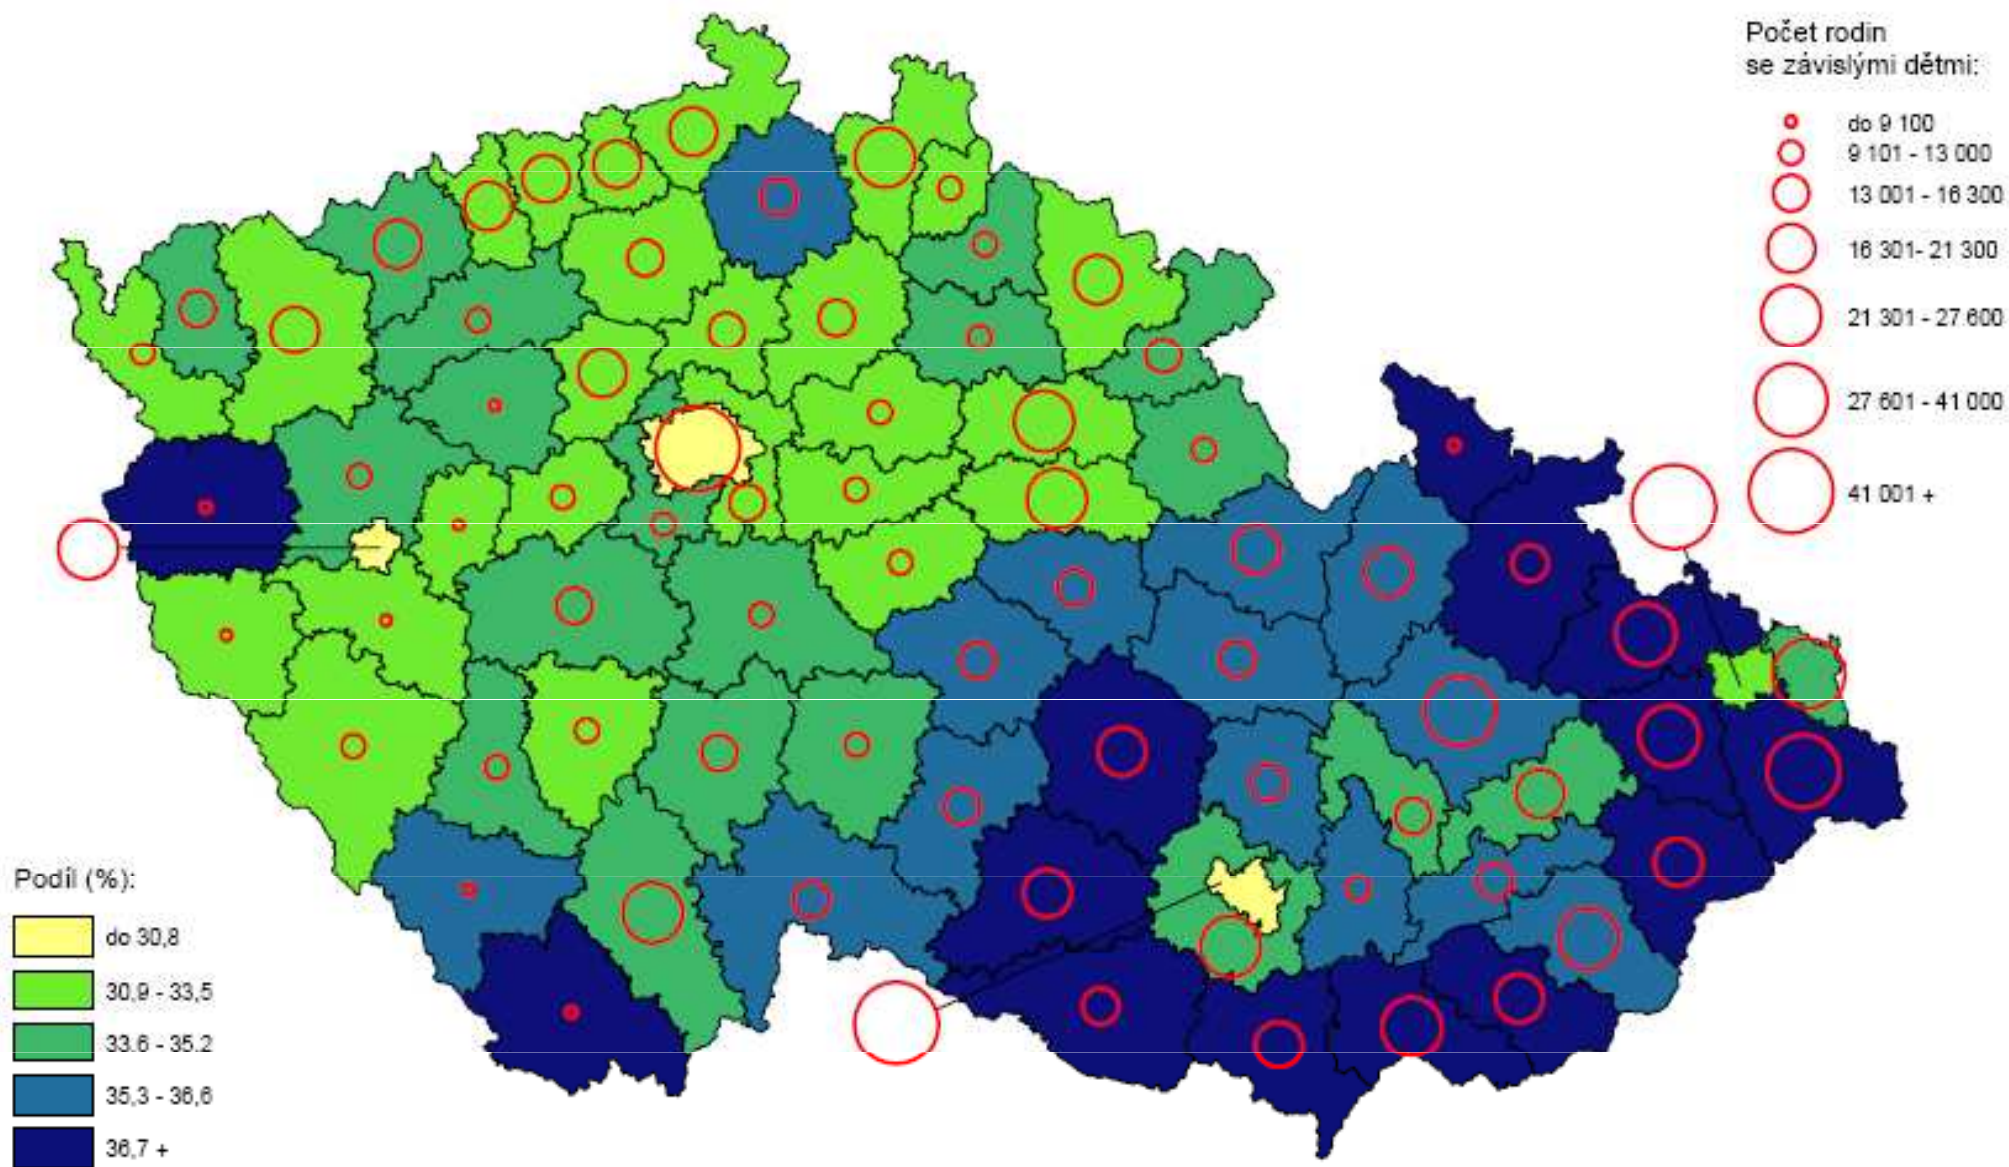 Počet rodin
se závislými dětmi:
do 9 100
9 101 - 13 000
13 001 - 16 300
16 301- 21 300
21 301 - 27 600
27 601 - 41 000
41 001 +
Podíl (%):
do 30,8
30,9 - 33,5
33,6 - 35,2
35,3 - 36,6
36,7 +